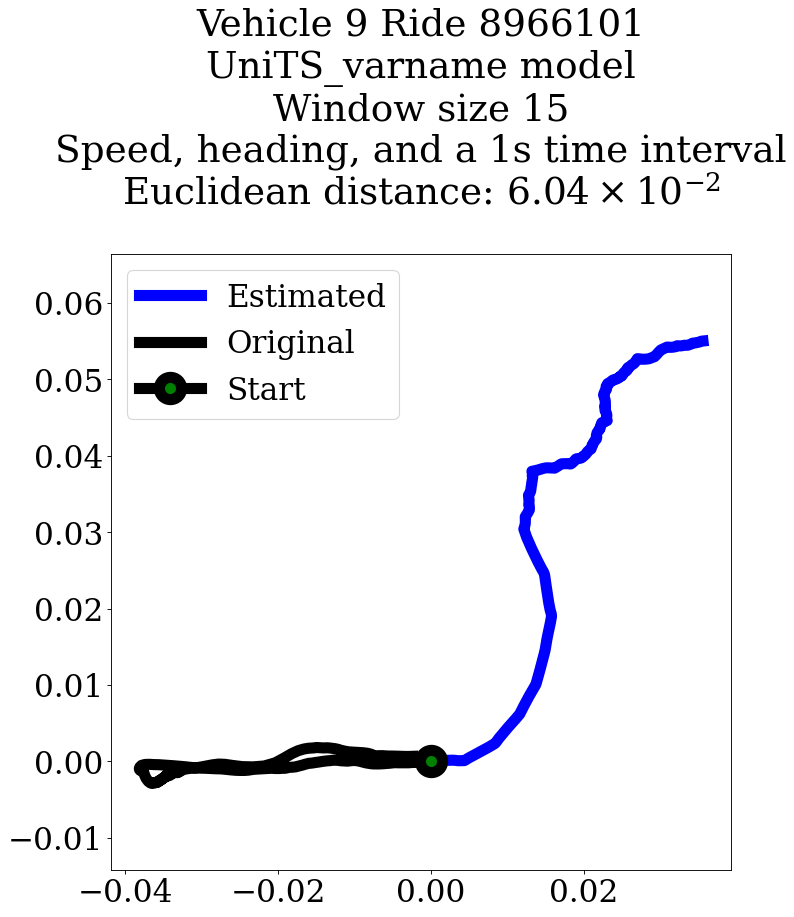 Vehicle 9 Ride 8966101
UniTS_varname model
Window size 15
Speed, heading, and a 1s time interval
Euclidean distance: 6.04 × 10⁻²
Estimated
Original
Start
0.06
0.05
0.04
0.03
0.02
0.01
0.00
−0.01
−0.04 −0.02 0.00 0.02